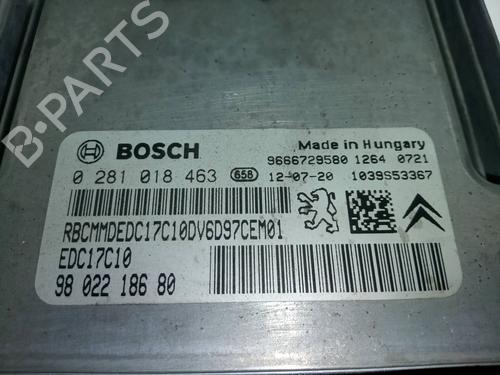 B-PARTS
BOSCH
Made in Hungary
9666729580 1264 0721
0 281 018 463 658 12-07-20 1039S53367
RBCMMDEDC17C10DV6D97CEM01
EDC17C10
98 022 186 80